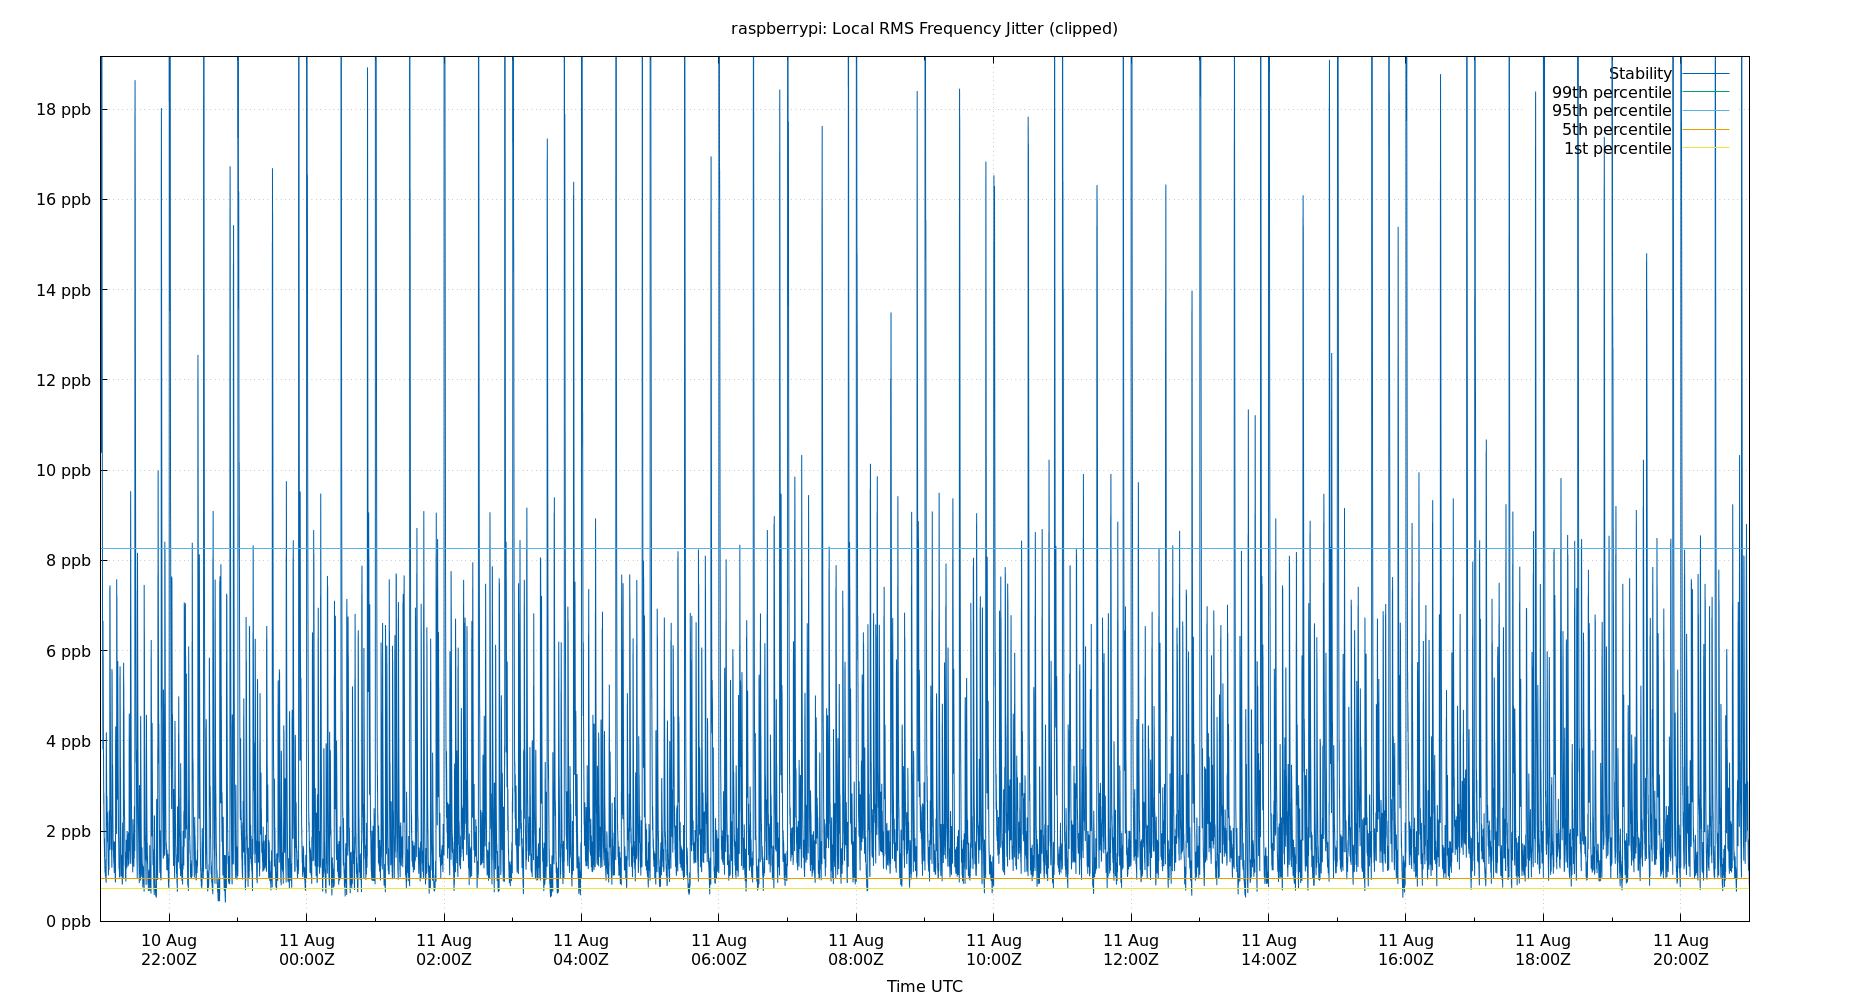 raspberrypi: Local RMS Frequency Jitter (clipped)
Stability
99th percentile
95th percentile
5th percentile
1st percentile
18 ppb
16 ppb
14 ppb
12 ppb
10 ppb
8 ppb
6 ppb
4 ppb
2 ppb
0 ppb
10 Aug 11 Aug 11 Aug 11 Aug 11 Aug 11 Aug 11 Aug 11 Aug 11 Aug 11 Aug 11 Aug 11 Aug
22:00Z 00:00Z 02:00Z 04:00Z 06:00Z 08:00Z 10:00Z 12:00Z 14:00Z 16:00Z 18:00Z 20:00Z
Time UTC